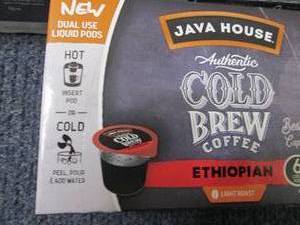 NEW
DUAL USE
LIQUID PODS
HOT
INSERT
POD
OR
COLD
PEEL, POUR
& ADD WATER
JAVA HOUSE
Authentic
COLD
BREW
COFFEE
ETHIOPIAN
LIGHT ROAST
6